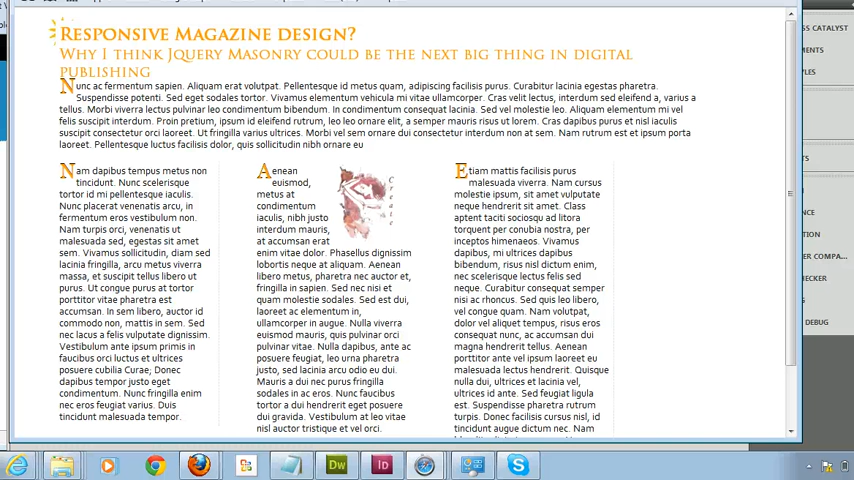 SS CATALYST
MENTS
YLES
TS
NCE
TION
ER COMPA...
HECKER
DEBUG
RESPONSIVE MAGAZINE DESIGN?
WHY I THINK JQUERY MASONRY COULD BE THE NEXT BIG THING IN DIGITAL
PUBLISHING
Nunc ac fermentum sapien. Aliquam erat volutpat. Pellentesque id metus quam, adipiscing facilisis purus. Curabitur lacinia egestas pharetra.
Suspendisse potenti. Sed eget sodales tortor. Vivamus elementum vehicula mi vitae ullamcorper. Cras velit lectus, interdum sed eleifend a, varius a
tellus. Morbi viverra lectus pulvinar leo condimentum bibendum. In condimentum consequat lacinia. Sed vel molestie leo. Aliquam elementum mi vel
felis suscipit interdum. Proin pretium, ipsum id eleifend rutrum, leo leo ornare elit, a semper mauris risus ut lorem. Cras dapibus purus et nisl iaculis
suscipit consectetur orci laoreet. Ut fringilla varius ultrices. Morbi vel sem ornare dui consectetur interdum non at sem. Nam rutrum est et ipsum porta
laoreet. Pellentesque luctus facilisis dolor, quis sollicitudin nibh ornare eu
Nam dapibus tempus metus non
tincidunt. Nunc scelerisque
tortor id mi pellentesque iaculis.
Nunc placerat venenatis arcu, in
fermentum eros vestibulum non.
Nam turpis orci, venenatis ut
malesuada sed, egestas sit amet
sem. Vivamus sollicitudin, diam sed
lacinia fringilla, arcu metus viverra
massa, et suscipit tellus libero ut
purus. Ut congue purus at tortor
porttitor vitae pharetra est
accumsan. In sem libero, auctor id
commodo non, mattis in sem. Sed
nec lacus a felis vulputate dignissim.
Vestibulum ante ipsum primis in
faucibus orci luctus et ultrices
posuere cubilia Curae; Donec
dapibus tempor justo eget
condimentum. Nunc fringilla enim
nec eros feugiat varius. Duis
tincidunt malesuada tempor.
Aenean
euismod,
metus at
condimentum
iaculis, nibh justo
interdum mauris,
at accumsan erat
enim vitae dolor. Phasellus dignissim
lobortis neque at aliquam. Aenean
libero metus, pharetra nec auctor et,
fringilla in sapien. Sed nec nisi et
quam molestie sodales. Sed est dui,
laoreet ac elementum in,
ullamcorper in augue. Nulla viverra
euismod mauris, quis pulvinar orci
pulvinar vitae. Nulla dapibus, ante ac
posuere feugiat, leo urna pharetra
justo, sed lacinia arcu odio eu dui.
Mauris a dui nec purus fringilla
sodales in ac eros. Nunc faucibus
tortor a dui hendrerit eget posuere
dui gravida. Vestibulum at leo vitae
nisl auctor tristique et vel orci.
Create
Etiam mattis facilisis purus
malesuada viverra. Nam cursus
molestie ipsum, sit amet vulputate
neque hendrerit sit amet. Class
aptent taciti sociosqu ad litora
torquent per conubia nostra, per
inceptos himenaeos. Vivamus
dapibus, mi ultrices dapibus
bibendum, risus nisl dictum enim,
nec scelerisque lectus felis sed
neque. Curabitur consequat semper
nisi ac rhoncus. Sed quis leo libero,
vel congue quam. Nam volutpat,
dolor vel aliquet tempus, risus eros
consequat nunc, ac accumsan dui
magna hendrerit tellus. Aenean
porttitor ante vel ipsum laoreet eu
malesuada lectus hendrerit. Quisque
nulla dui, ultrices et lacinia vel,
ultrices id ante. Sed feugiat ligula
est. Suspendisse pharetra rutrum
turpis. Donec facilisis cursus nisl, id
tincidunt augue dictum nec. Nam
Dw
Id